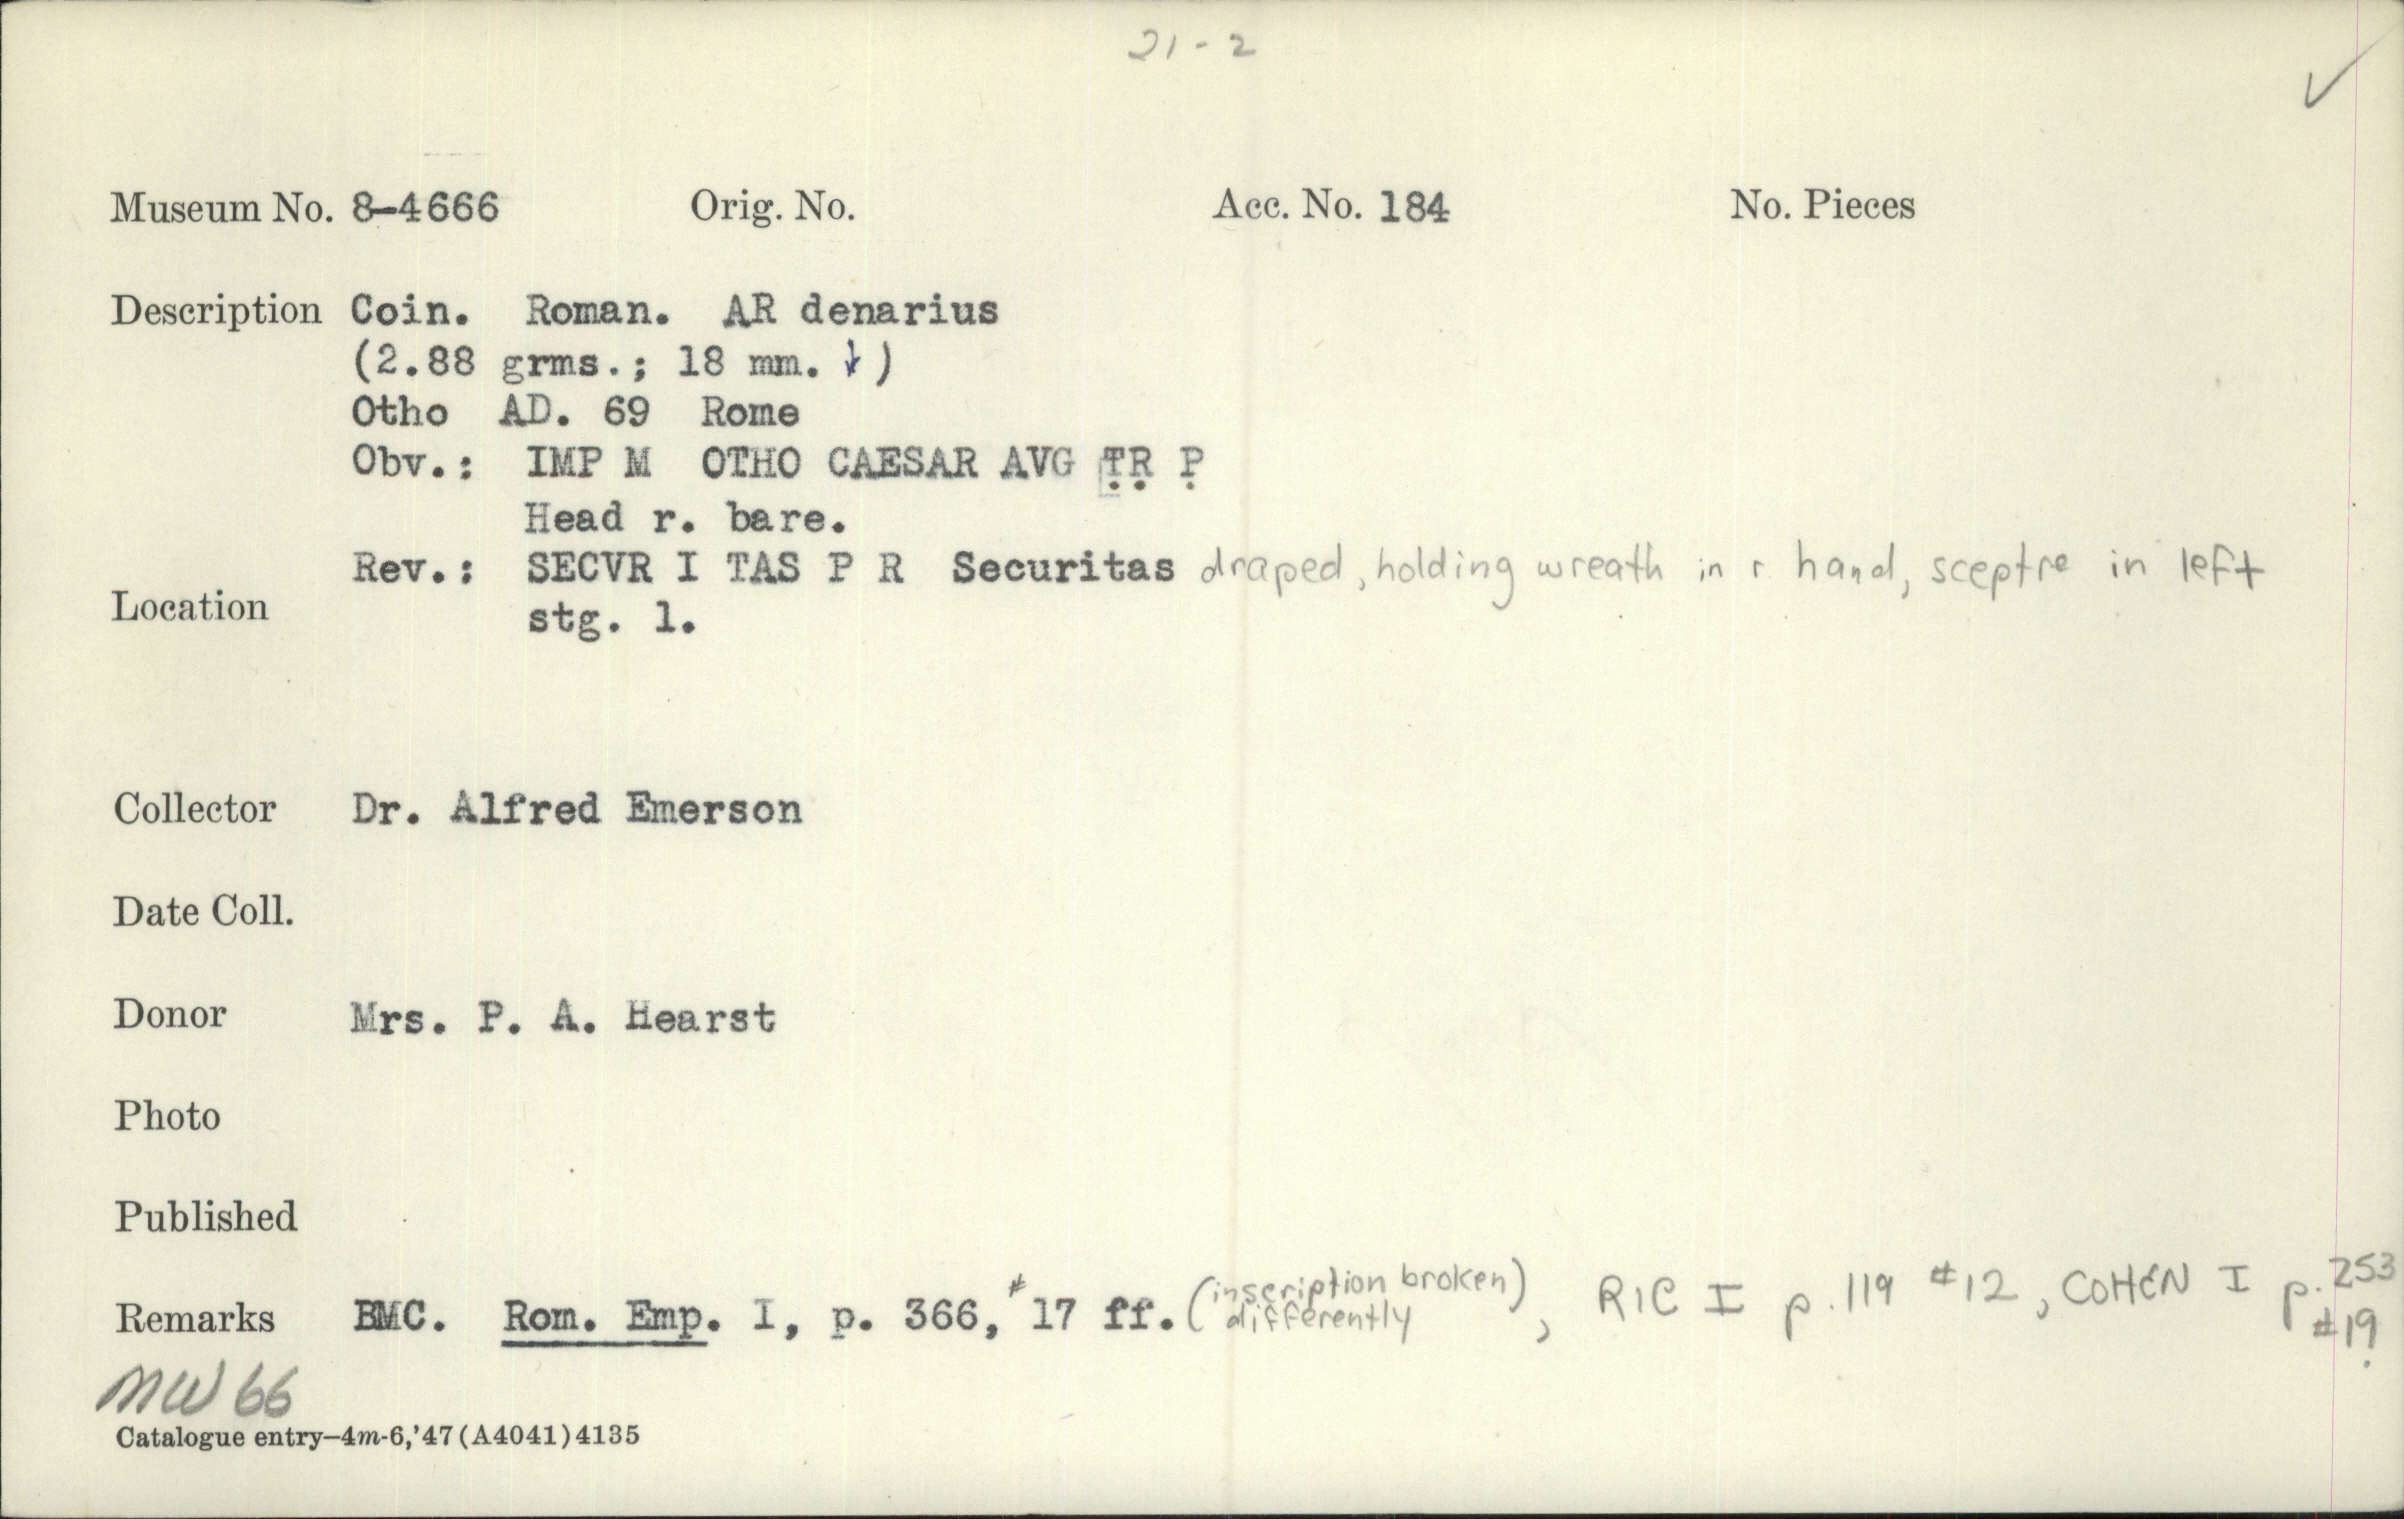 21-2
✓
Museum No. 8-4666 Orig. No. Acc. No. 184 No. Pieces
Description Coin. Roman. AR denarius
(2.88 grms.; 18 mm. ↓)
Otho AD. 69 Rome
Obv.: IMP M OTHO CAESAR AVG ṬṚ P̣
Head r. bare.
Rev.: SECVR I TAS P R Securitas draped, holding wreath in r hand, sceptre in left
stg. l.
Location
Collector Dr. Alfred Emerson
Date Coll.
Donor Mrs. P. A. Hearst
Photo
Published
Remarks BMC. Rom. Emp. I, p. 366, #17 ff. (inscription broken differently), RIC I p. 119 #12, COHEN I p. 253 #19.
MW 66
Catalogue entry—4m-6,'47(A4041)4135